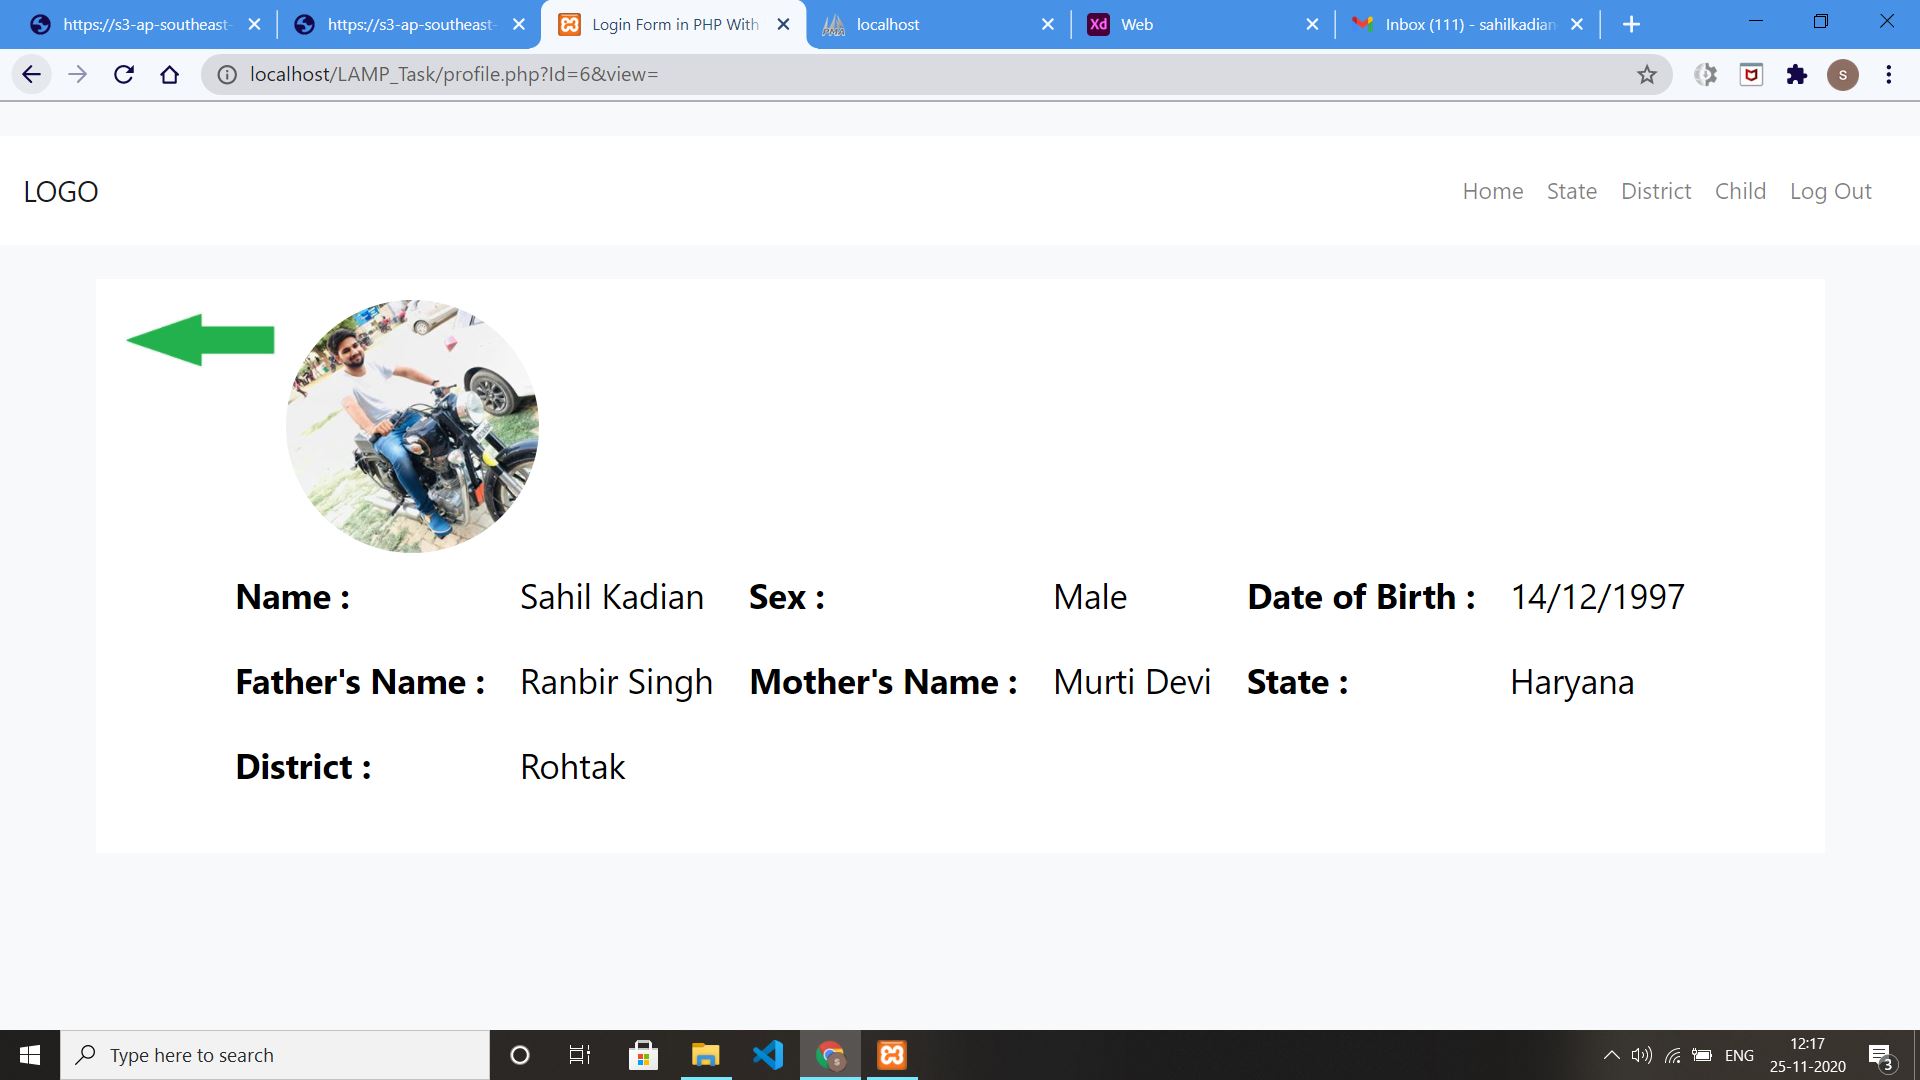 https://s3-ap-southeast-
https://s3-ap-southeast-
Login Form in PHP With
localhost
Xd Web
Inbox (111) - sahilkadian
localhost/LAMP_Task/profile.php?Id=6&view=
S
LOGO
Home State District Child Log Out
Name : Sahil Kadian Sex : Male Date of Birth : 14/12/1997
Father's Name : Ranbir Singh Mother's Name : Murti Devi State : Haryana
District : Rohtak
Type here to search
ENG
12:17
25-11-2020
3